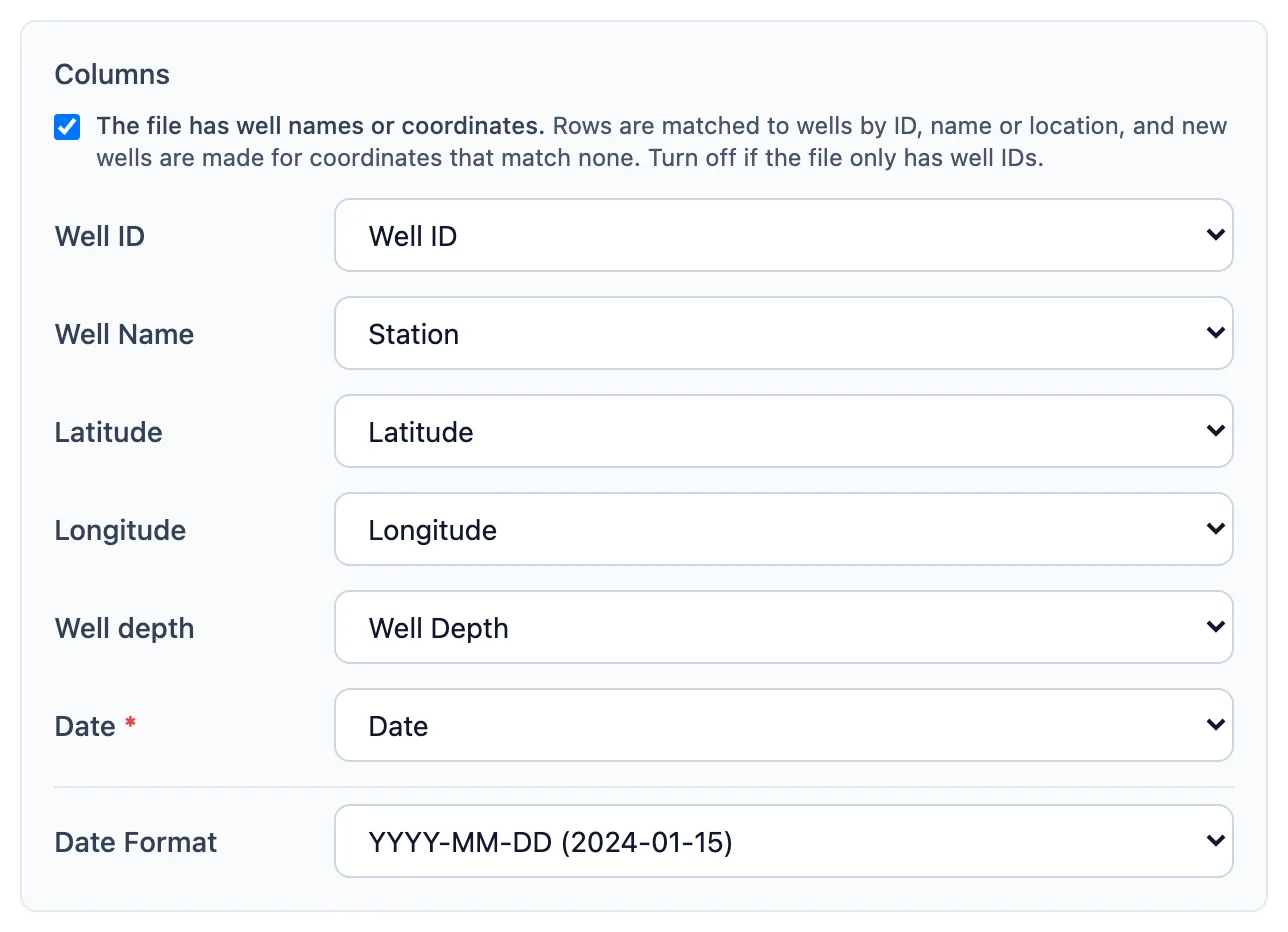 Columns
The file has well names or coordinates. Rows are matched to wells by ID, name or location, and new
wells are made for coordinates that match none. Turn off if the file only has well IDs.
Well ID Well ID
Well Name Station
Latitude Latitude
Longitude Longitude
Well depth Well Depth
Date * Date
Date Format YYYY-MM-DD (2024-01-15)